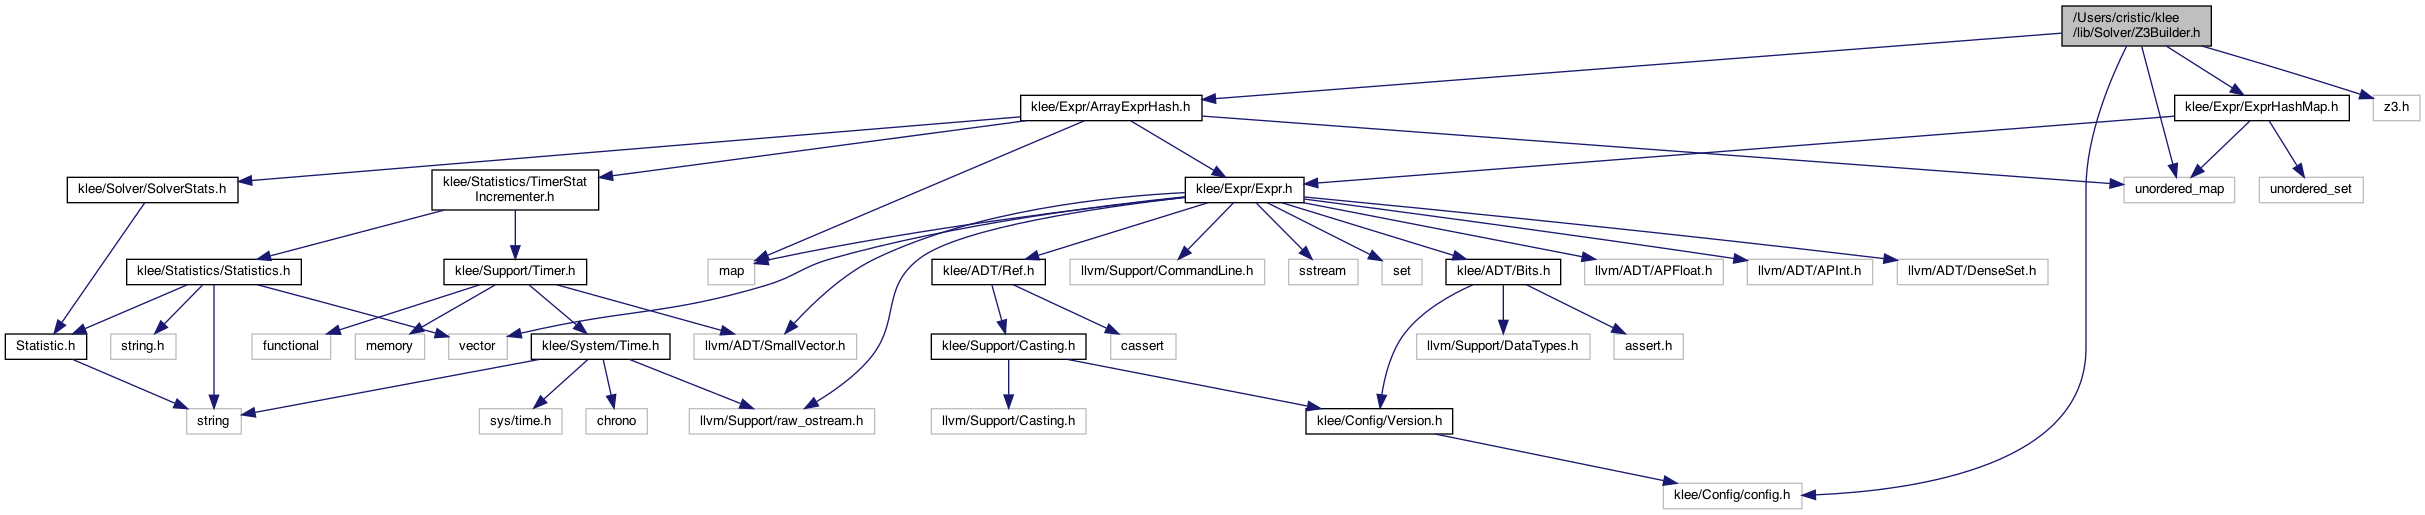 /Users/cristic/klee
/lib/Solver/Z3Builder.h
klee/Expr/ArrayExprHash.h
klee/Expr/ExprHashMap.h
z3.h
klee/Solver/SolverStats.h
klee/Statistics/TimerStat
Incrementer.h
klee/Expr/Expr.h
unordered_map
unordered_set
klee/Statistics/Statistics.h
klee/Support/Timer.h
map
klee/ADT/Ref.h
llvm/Support/CommandLine.h
sstream
set
klee/ADT/Bits.h
llvm/ADT/APFloat.h
llvm/ADT/APInt.h
llvm/ADT/DenseSet.h
Statistic.h
string.h
functional
memory
vector
klee/System/Time.h
llvm/ADT/SmallVector.h
klee/Support/Casting.h
cassert
llvm/Support/DataTypes.h
assert.h
string
sys/time.h
chrono
llvm/Support/raw_ostream.h
llvm/Support/Casting.h
klee/Config/Version.h
klee/Config/config.h